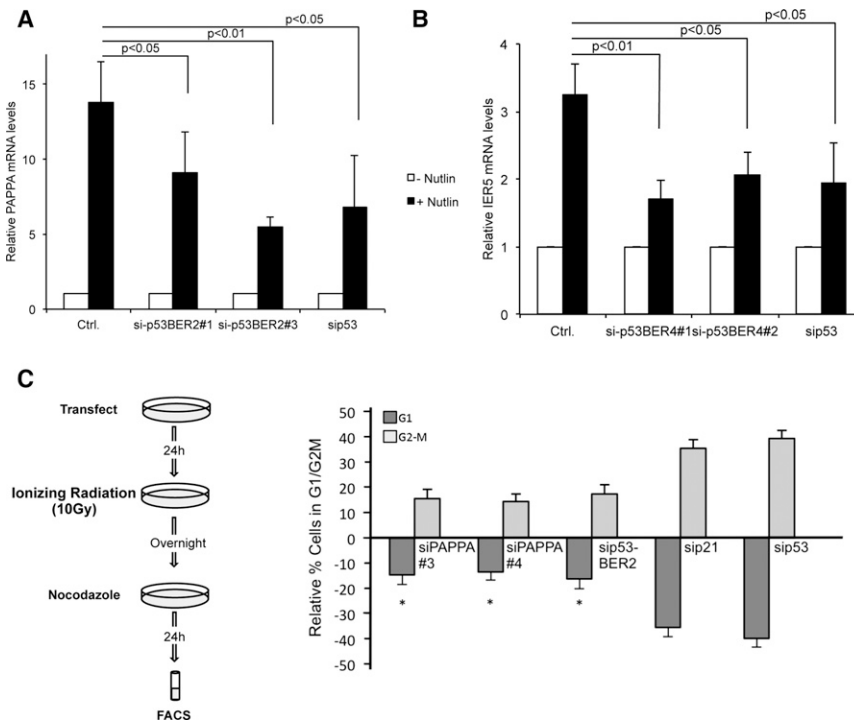 A
Relative PAPPA mRNA levels
15
10
5
0
p<0.05
p<0.01
p<0.05
Ctrl.
si-p53BER2#1
si-p53BER2#3
sip53
- Nutlin
+ Nutlin
B
Relative IER5 mRNA levels
4
3
2
1
0
p<0.05
p<0.05
p<0.01
Ctrl.
si-p53BER4#1
si-p53BER4#2
sip53
C
Transfect
24h
Ionizing Radiation
(10Gy)
Overnight
Nocodazole
24h
FACS
Relative % Cells in G1/G2M
50
40
30
20
10
0
-10
-20
-30
-40
-50
G1
G2-M
siPAPPA
#3
siPAPPA
#4
sip53-
BER2
sip21
sip53
*
*
*